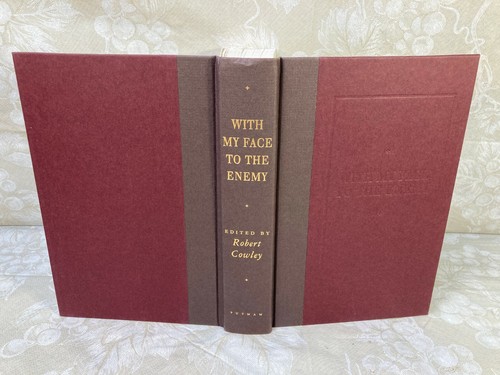 WITH
MY FACE
TO THE
ENEMY
EDITED BY
Robert
Cowley
PUTNAM